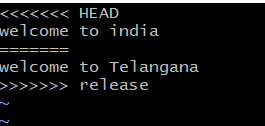 <<<<<<< HEAD
welcome to india
=======
welcome to Telangana
>>>>>>> release
~
~